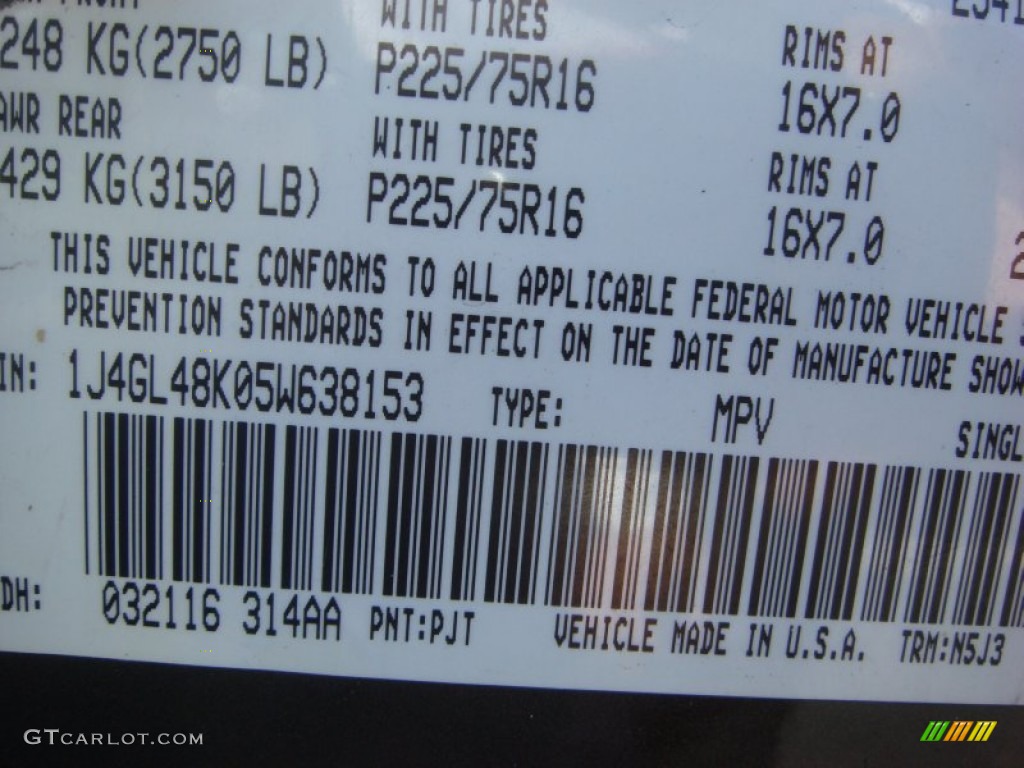 WITH TIRES
248 KG(2750 LB) P225/75R16 RIMS AT
16X7.0
AWR REAR WITH TIRES
429 KG(3150 LB) P225/75R16 RIMS AT
16X7.0
THIS VEHICLE CONFORMS TO ALL APPLICABLE FEDERAL MOTOR VEHICLE
PREVENTION STANDARDS IN EFFECT ON THE DATE OF MANUFACTURE SHOW
IN: 1J4GL48K05W638153 TYPE: MPV SINGL
DH: 032116 314AA PNT:PJT VEHICLE MADE IN U.S.A. TRM:N5J3
GTCARLOT.COM